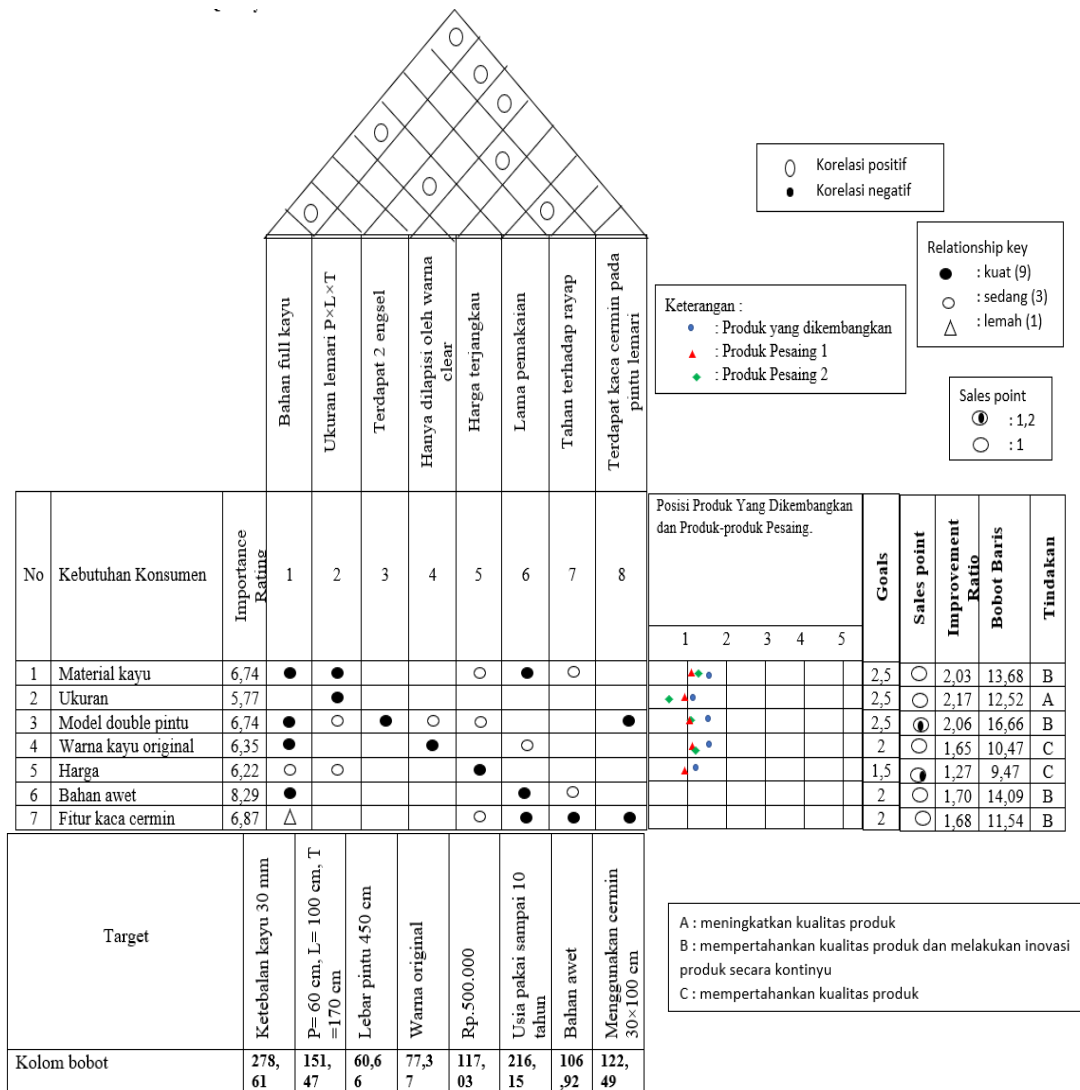 Korelasi positif
Korelasi negatif
Relationship key
: kuat (9)
: sedang (3)
: lemah (1)
Keterangan :
: Produk yang dikembangkan
: Produk Pesaing 1
: Produk Pesaing 2
Sales point
: 1,2
: 1
Bahan full kayu
Ukuran lemari P×L×T
Terdapat 2 engsel
Hanya dilapisi oleh warna
clear
Harga terjangkau
Lama pemakaian
Tahan terhadap rayap
Terdapat kaca cermin pada
pintu lemari
No Kebutuhan Konsumen Importance Rating 1 2 3 4 5 6 7 8
Posisi Produk Yang Dikembangkan
dan Produk-produk Pesaing.
1 2 3 4 5
Goals Sales point Improvement Ratio Bobot Baris Tindakan
1 Material kayu 6,74 2,5 2,03 13,68 B
2 Ukuran 5,77 2,5 2,17 12,52 A
3 Model double pintu 6,74 2,5 2,06 16,66 B
4 Warna kayu original 6,35 2 1,65 10,47 C
5 Harga 6,22 1,5 1,27 9,47 C
6 Bahan awet 8,29 2 1,70 14,09 B
7 Fitur kaca cermin 6,87 2 1,68 11,54 B
Target
Ketebalan kayu 30 mm
P= 60 cm, L= 100 cm, T
=170 cm
Lebar pintu 450 cm
Warna original
Rp.500.000
Usia pakai sampai 10
tahun
Bahan awet
Menggunakan cermin
30×100 cm
A : meningkatkan kualitas produk
B : mempertahankan kualitas produk dan melakukan inovasi
produk secara kontinyu
C : mempertahankan kualitas produk
Kolom bobot 278, 151, 60,6 77,3 117, 216, 106 122,
61 47 6 7 03 15 ,92 49